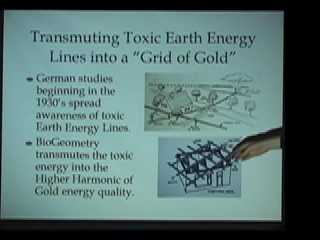 Transmuting Toxic Earth Energy
Lines into a “Grid of Gold”
German studies
beginning in the
1930's spread
awareness of toxic
Earth Energy Lines.
BioGeometry
transmutes the toxic
energy into the
Higher Harmonic of
Gold energy quality.